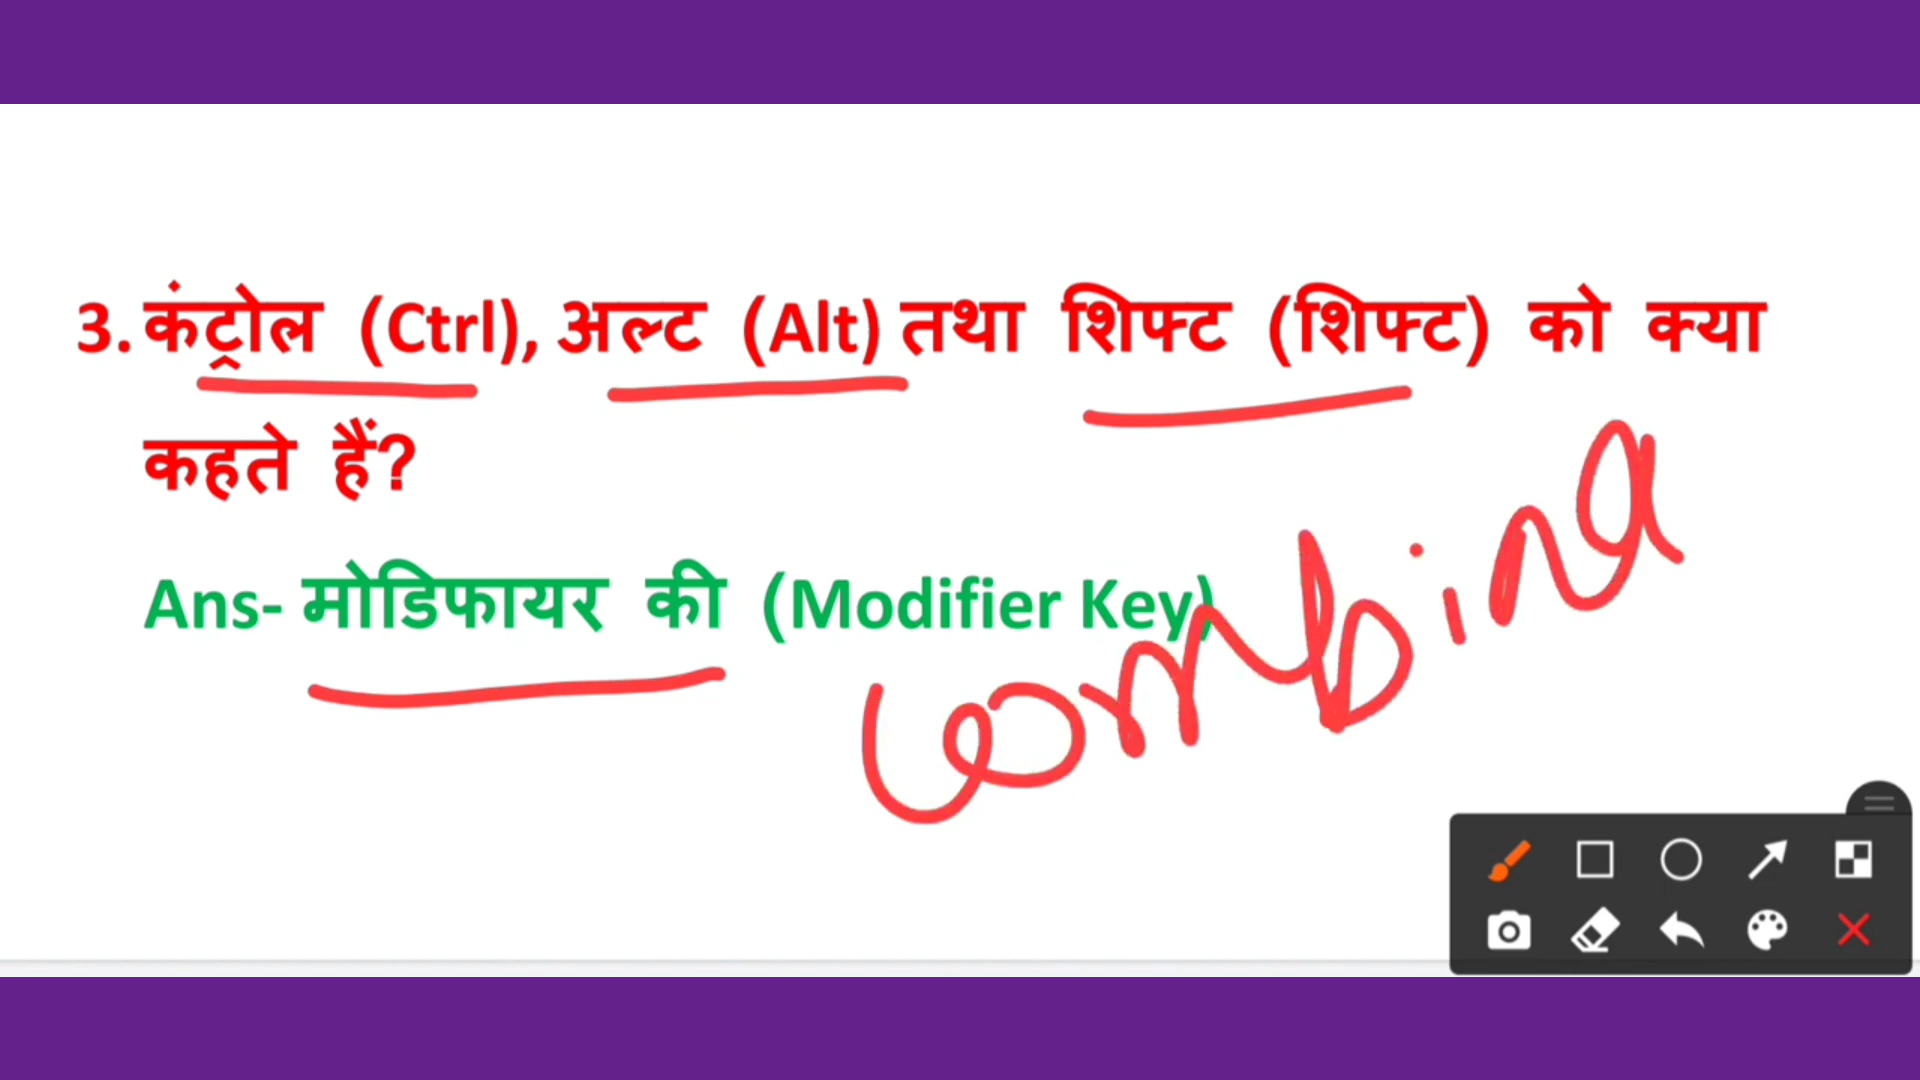 3. कंट्रोल (Ctrl), अल्ट (Alt) तथा शिफ्ट (शिफ्ट) को क्या
कहते हैं?
Ans- मोडिफायर की (Modifier Key)
combina